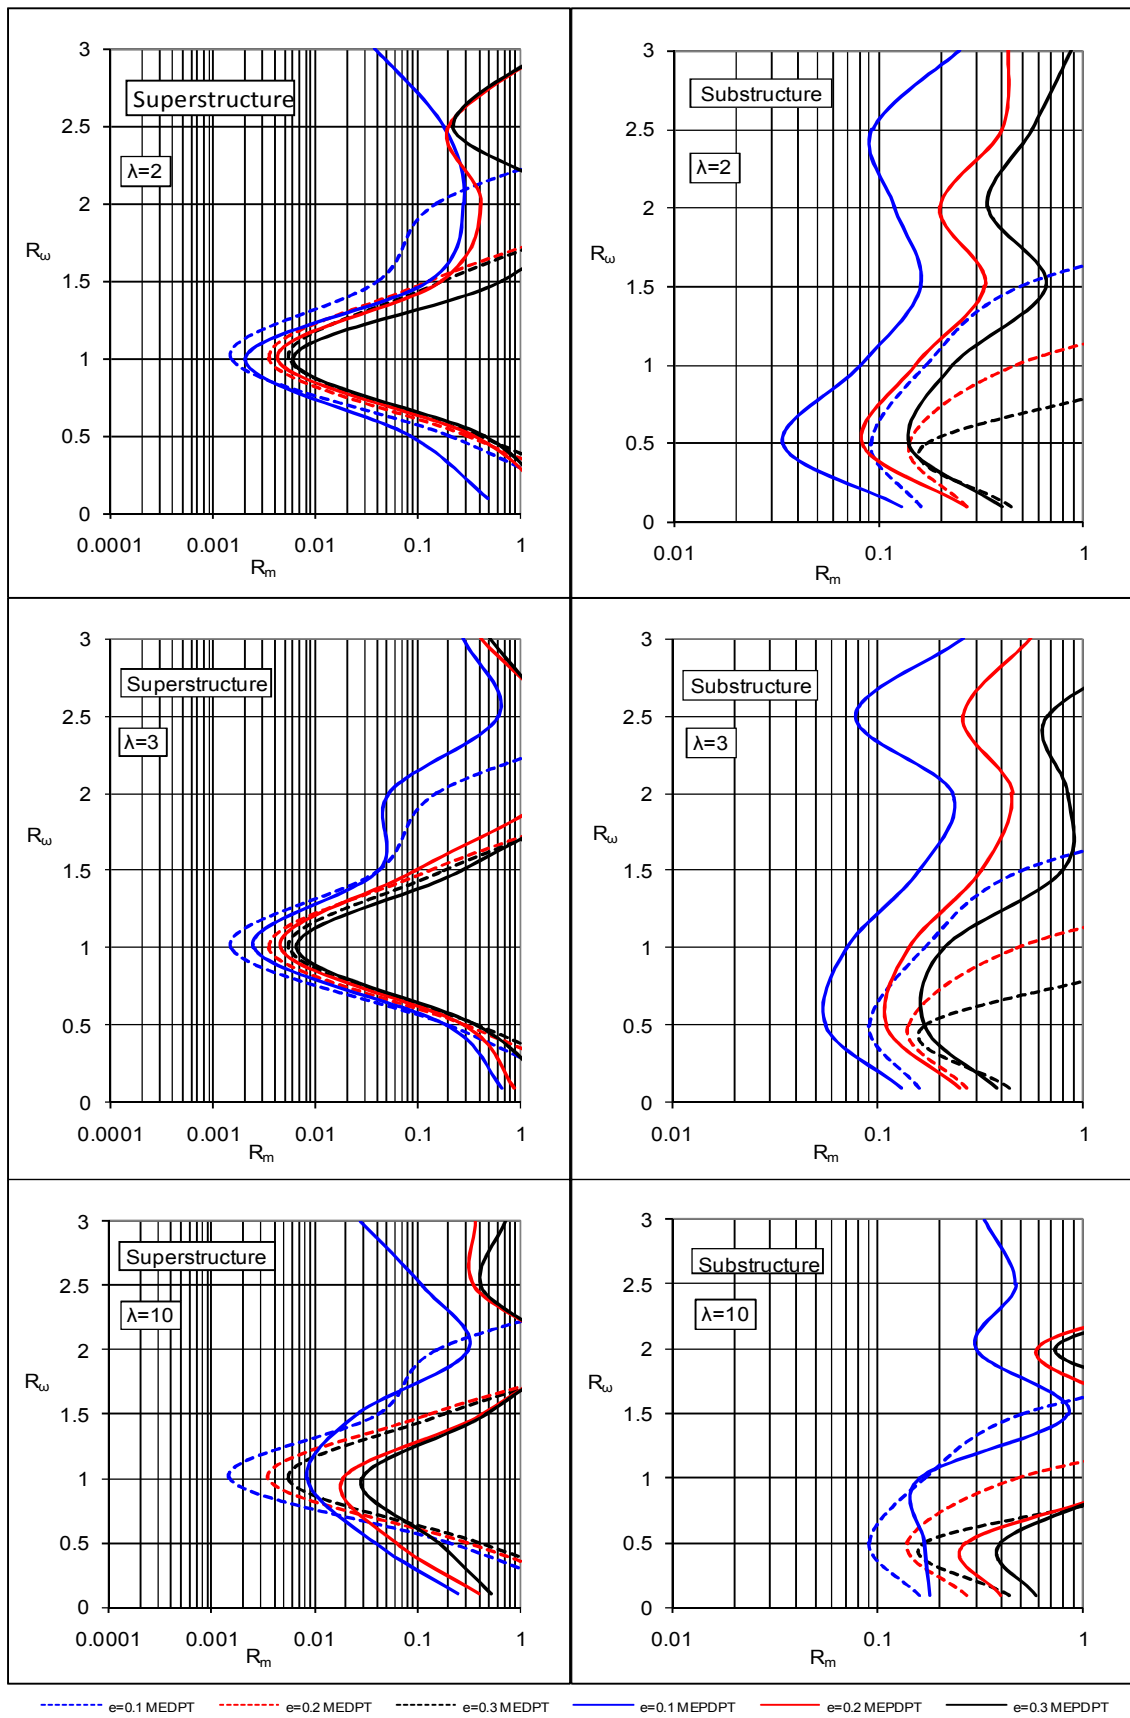 3
2.5
2
1.5
1
0.5
0
Superstructure
λ=2
Rω
0.0001 0.001 0.01 0.1 1
Rm
3
2.5
2
1.5
1
0.5
0
Substructure
λ=2
Rω
0.01 0.1 1
Rm
3
2.5
2
1.5
1
0.5
0
Superstructure
λ=3
Rω
0.0001 0.001 0.01 0.1 1
Rm
3
2.5
2
1.5
1
0.5
0
Substructure
λ=3
Rω
0.01 0.1 1
Rm
3
2.5
2
1.5
1
0.5
0
Superstructure
λ=10
Rω
0.0001 0.001 0.01 0.1 1
Rm
3
2.5
2
1.5
1
0.5
0
Substructure
λ=10
Rω
0.01 0.1 1
Rm
e=0.1 MEDPT e=0.2 MEDPT e=0.3 MEDPT e=0.1 MEPDPT e=0.2 MEPDPT e=0.3 MEPDPT